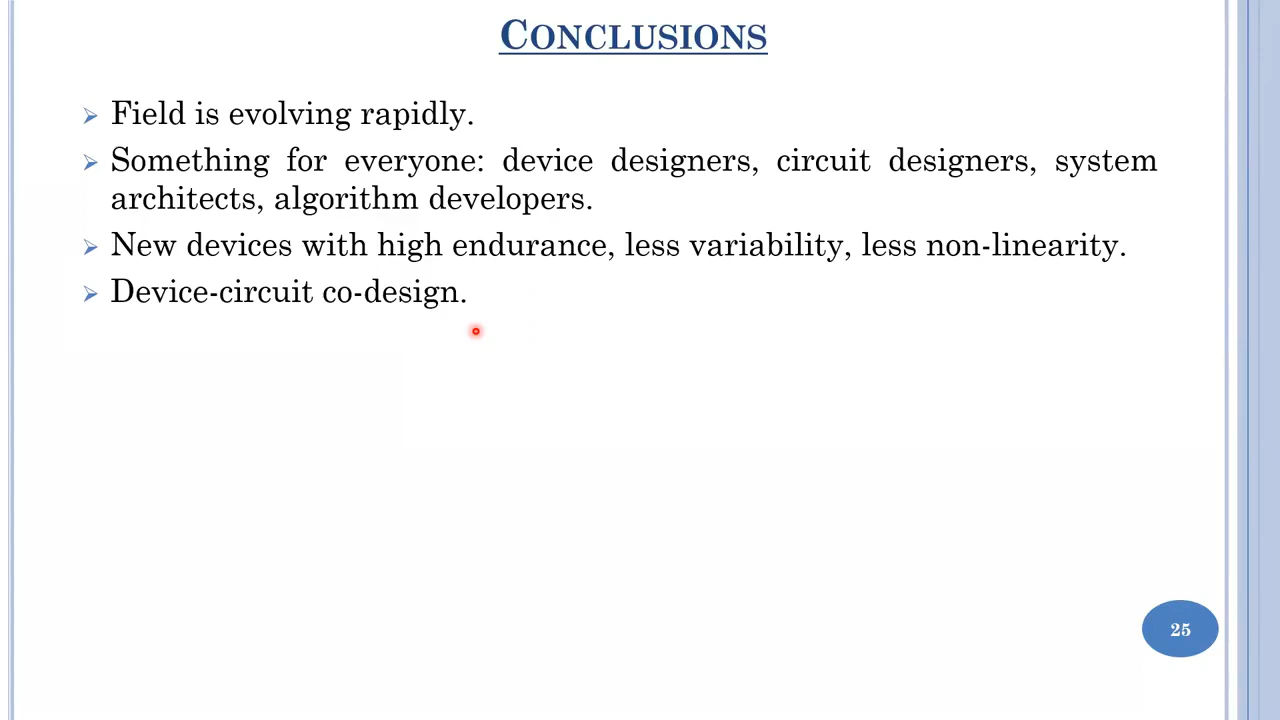 CONCLUSIONS
Field is evolving rapidly.
Something for everyone: device designers, circuit designers, system
architects, algorithm developers.
New devices with high endurance, less variability, less non-linearity.
Device-circuit co-design.
25